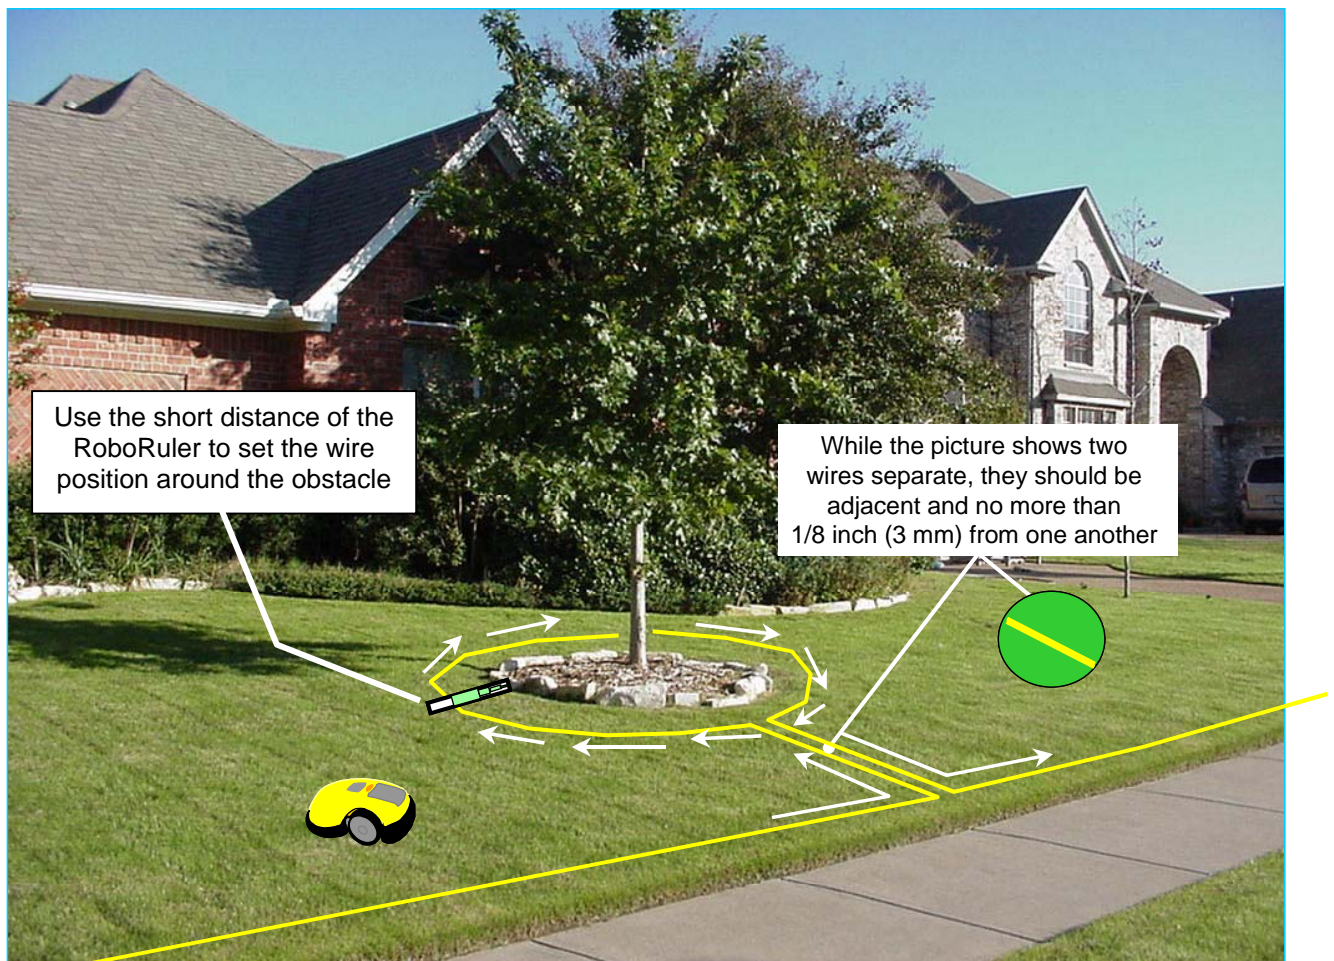 Use the short distance of the
RoboRuler to set the wire
position around the obstacle
While the picture shows two
wires separate, they should be
adjacent and no more than
1/8 inch (3 mm) from one another